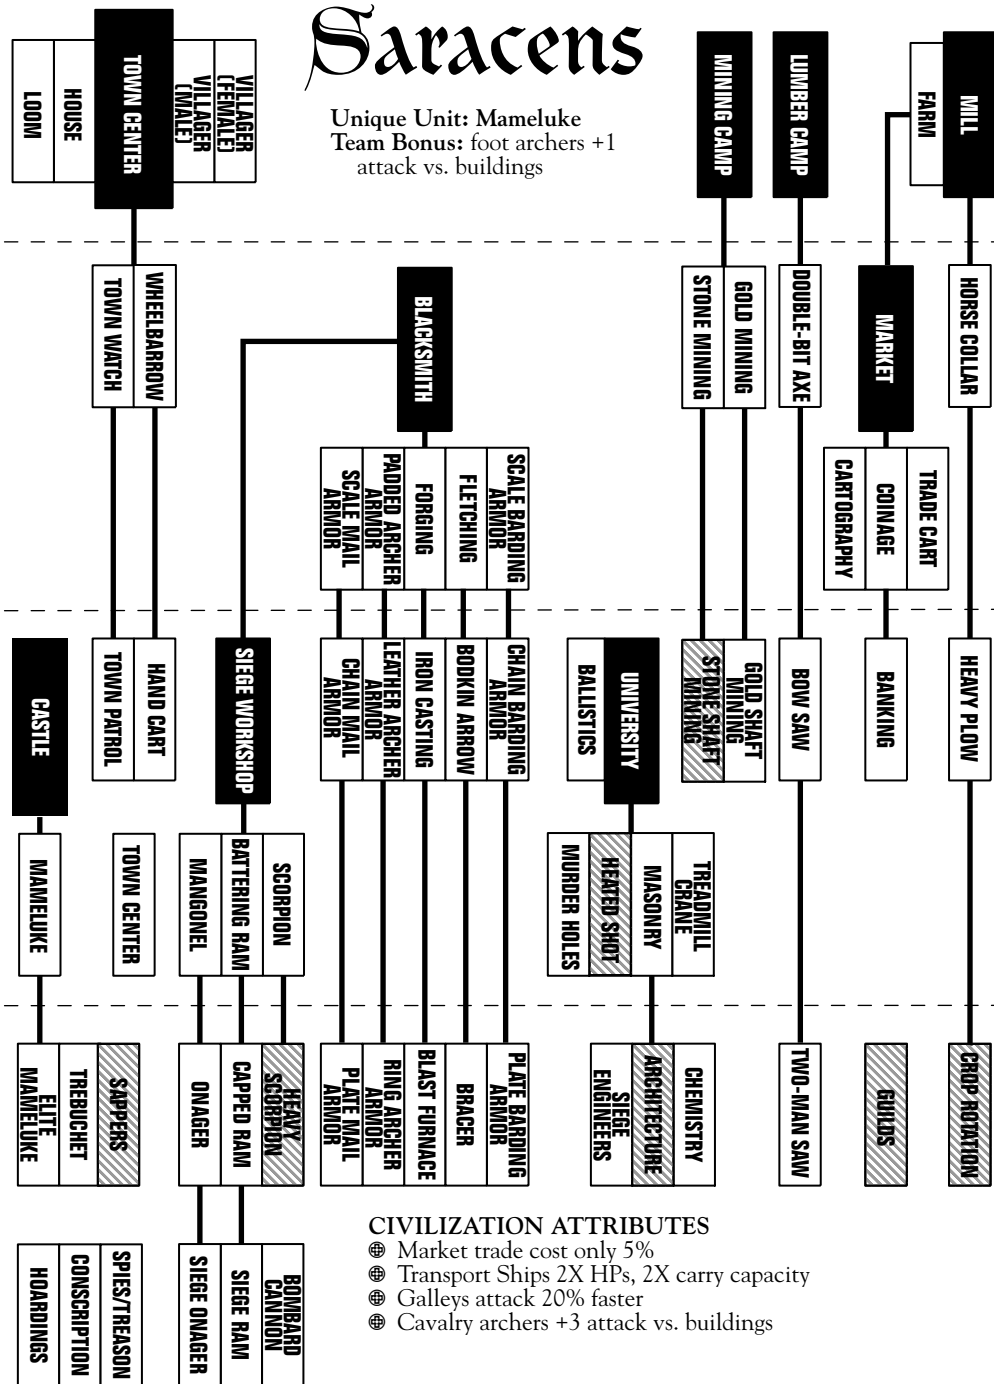 Saracens
Unique Unit: Mameluke
Team Bonus: foot archers +1
attack vs. buildings
LOOM
HOUSE
TOWN CENTER
VILLAGER
(MALE)
VILLAGER
(FEMALE)
MINING CAMP
LUMBER CAMP
FARM
MILL
TOWN WATCH
WHEELBARROW
BLACKSMITH
STONE MINING
GOLD MINING
DOUBLE-BIT AXE
MARKET
HORSE COLLAR
SCALE MAIL
ARMOR
PADDED ARCHER
ARMOR
FORGING
FLETCHING
SCALE BARDING
ARMOR
CARTOGRAPHY
COINAGE
TRADE CART
CASTLE
TOWN PATROL
HAND CART
SIEGE WORKSHOP
CHAIN MAIL
ARMOR
LEATHER ARCHER
ARMOR
IRON CASTING
BODKIN ARROW
CHAIN BARDING
ARMOR
BALLISTICS
UNIVERSITY
STONE SHAFT
MINING
GOLD SHAFT
MINING
BOW SAW
BANKING
HEAVY PLOW
MAMELUKE
TOWN CENTER
MANGONEL
BATTERING RAM
SCORPION
MURDER HOLES
HEATED SHOT
MASONRY
TREADMILL
CRANE
ELITE
MAMELUKE
TREBUCHET
SAPPERS
ONAGER
CAPPED RAM
HEAVY
SCORPION
PLATE MAIL
ARMOR
RING ARCHER
ARMOR
BLAST FURNACE
BRACER
PLATE BARDING
ARMOR
SIEGE
ENGINEERS
ARCHITECTURE
CHEMISTRY
TWO-MAN SAW
GUILDS
CROP ROTATION
HOARDINGS
CONSCRIPTION
SPIES/TREASON
SIEGE ONAGER
SIEGE RAM
BOMBARD
CANNON
CIVILIZATION ATTRIBUTES
Market trade cost only 5%
Transport Ships 2X HPs, 2X carry capacity
Galleys attack 20% faster
Cavalry archers +3 attack vs. buildings